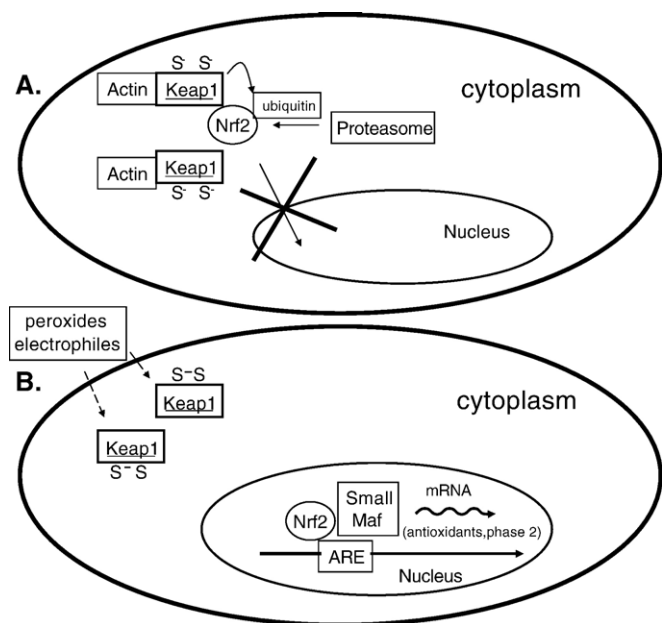 A.
S- S-
Actin
Keap1
ubiquitin
Nrf2
Proteasome
cytoplasm
Actin
Keap1
S- S-
Nucleus
peroxides
electrophiles
B.
S-S
Keap1
Keap1
S-S
cytoplasm
Small
Maf
mRNA
Nrf2
(antioxidants,phase 2)
ARE
Nucleus